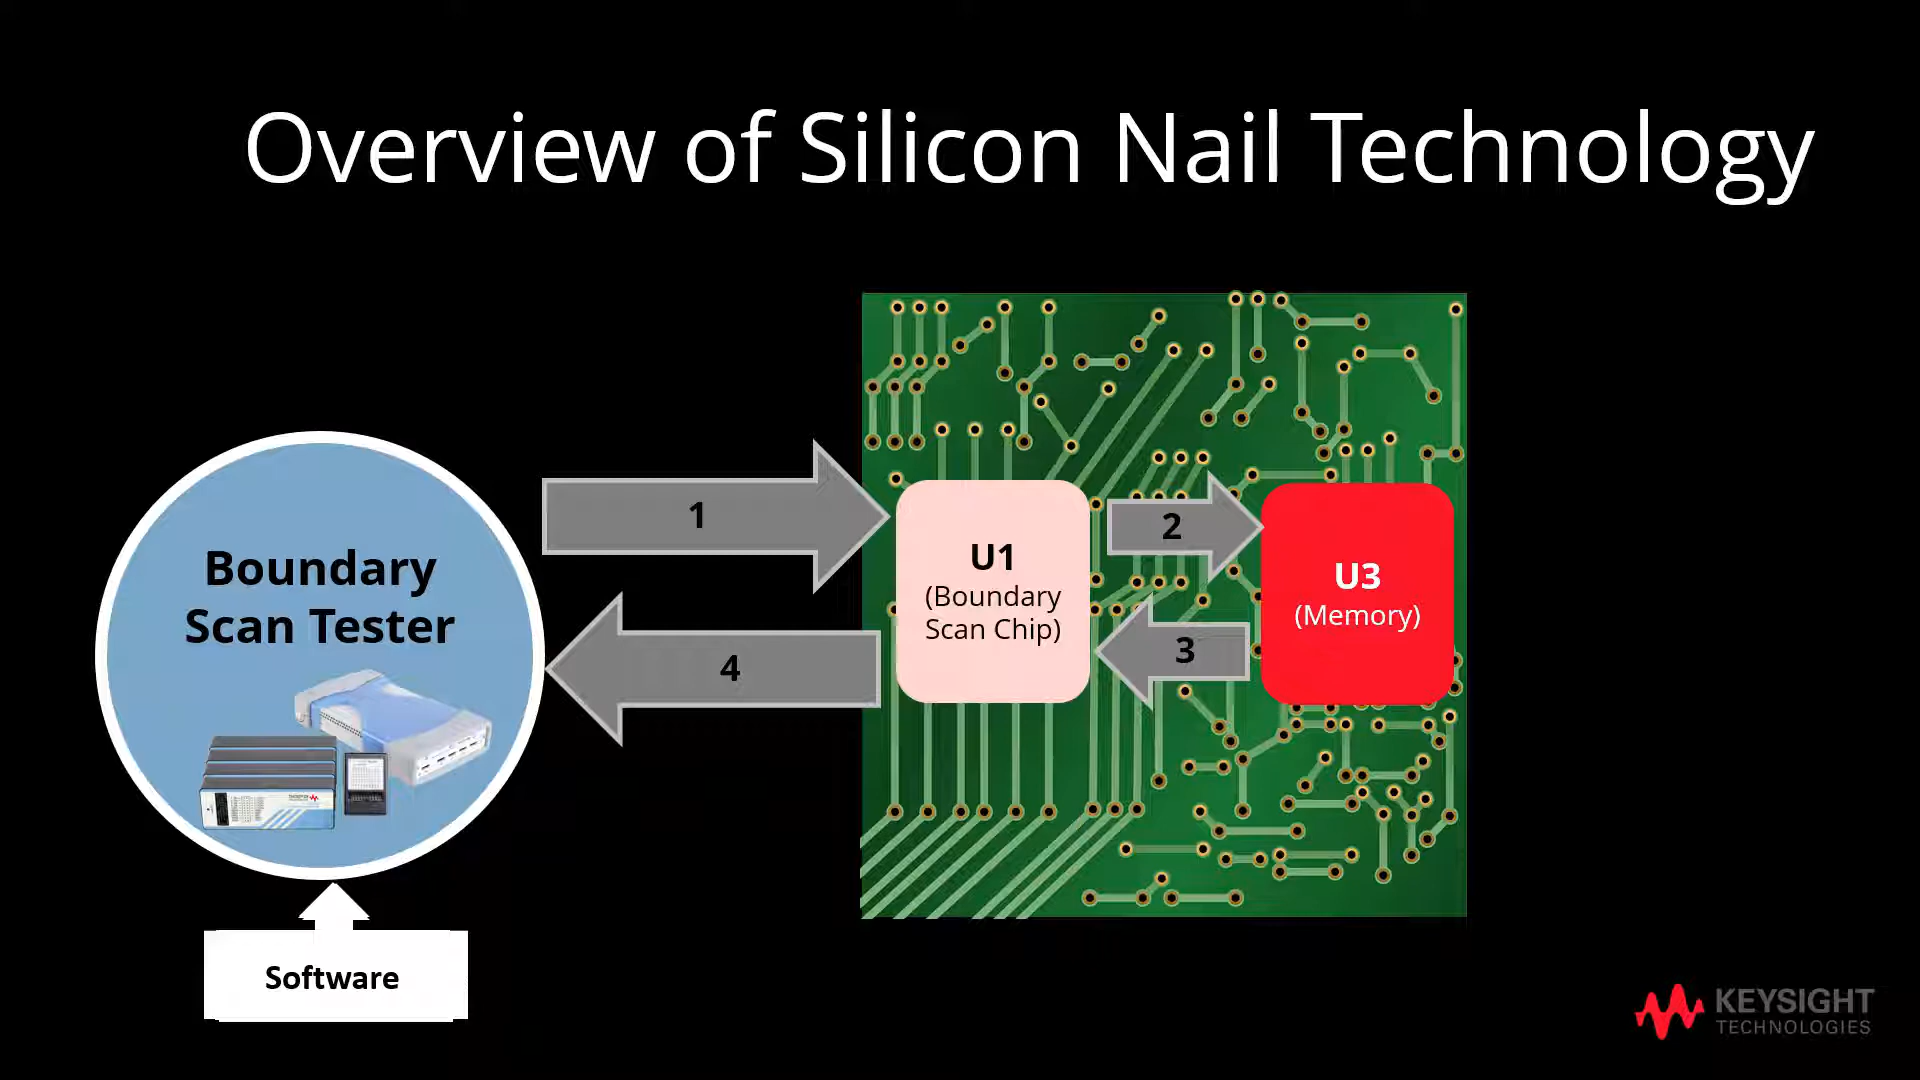 Overview of Silicon Nail Technology
Boundary
Scan Tester
1
4
U1
(Boundary
Scan Chip)
2
3
U3
(Memory)
Software
KEYSIGHT
TECHNOLOGIES